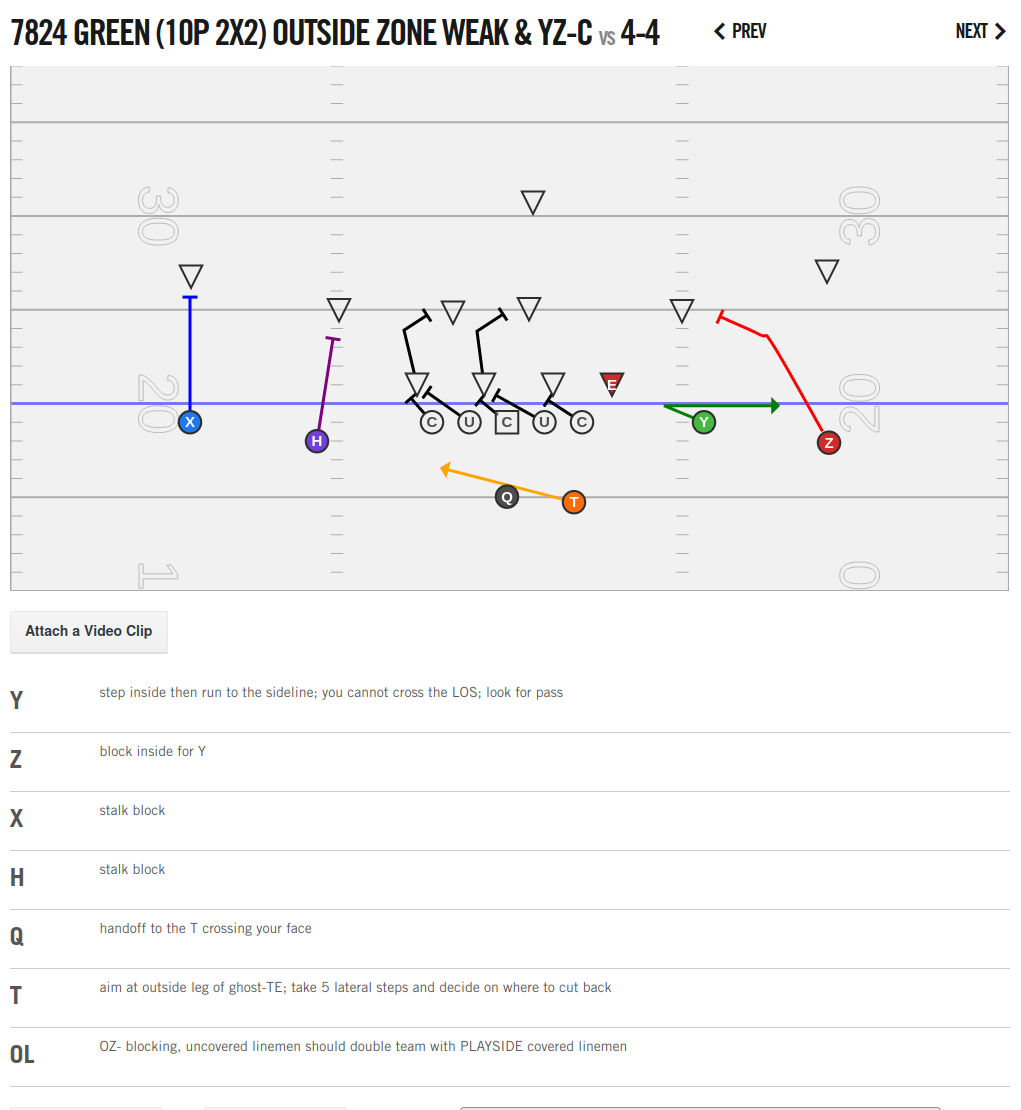 7824 GREEN (10P 2X2) OUTSIDE ZONE WEAK & YZ-C VS 4-4
PREV
NEXT
30
30
20
20
E
X
H
C
U
C
U
C
Y
Z
Q
T
1
0
Attach a Video Clip
Y step inside then run to the sideline; you cannot cross the LOS; look for pass
Z block inside for Y
X stalk block
H stalk block
Q handoff to the T crossing your face
T aim at outside leg of ghost-TE; take 5 lateral steps and decide on where to cut back
OL OZ- blocking, uncovered linemen should double team with PLAYSIDE covered linemen